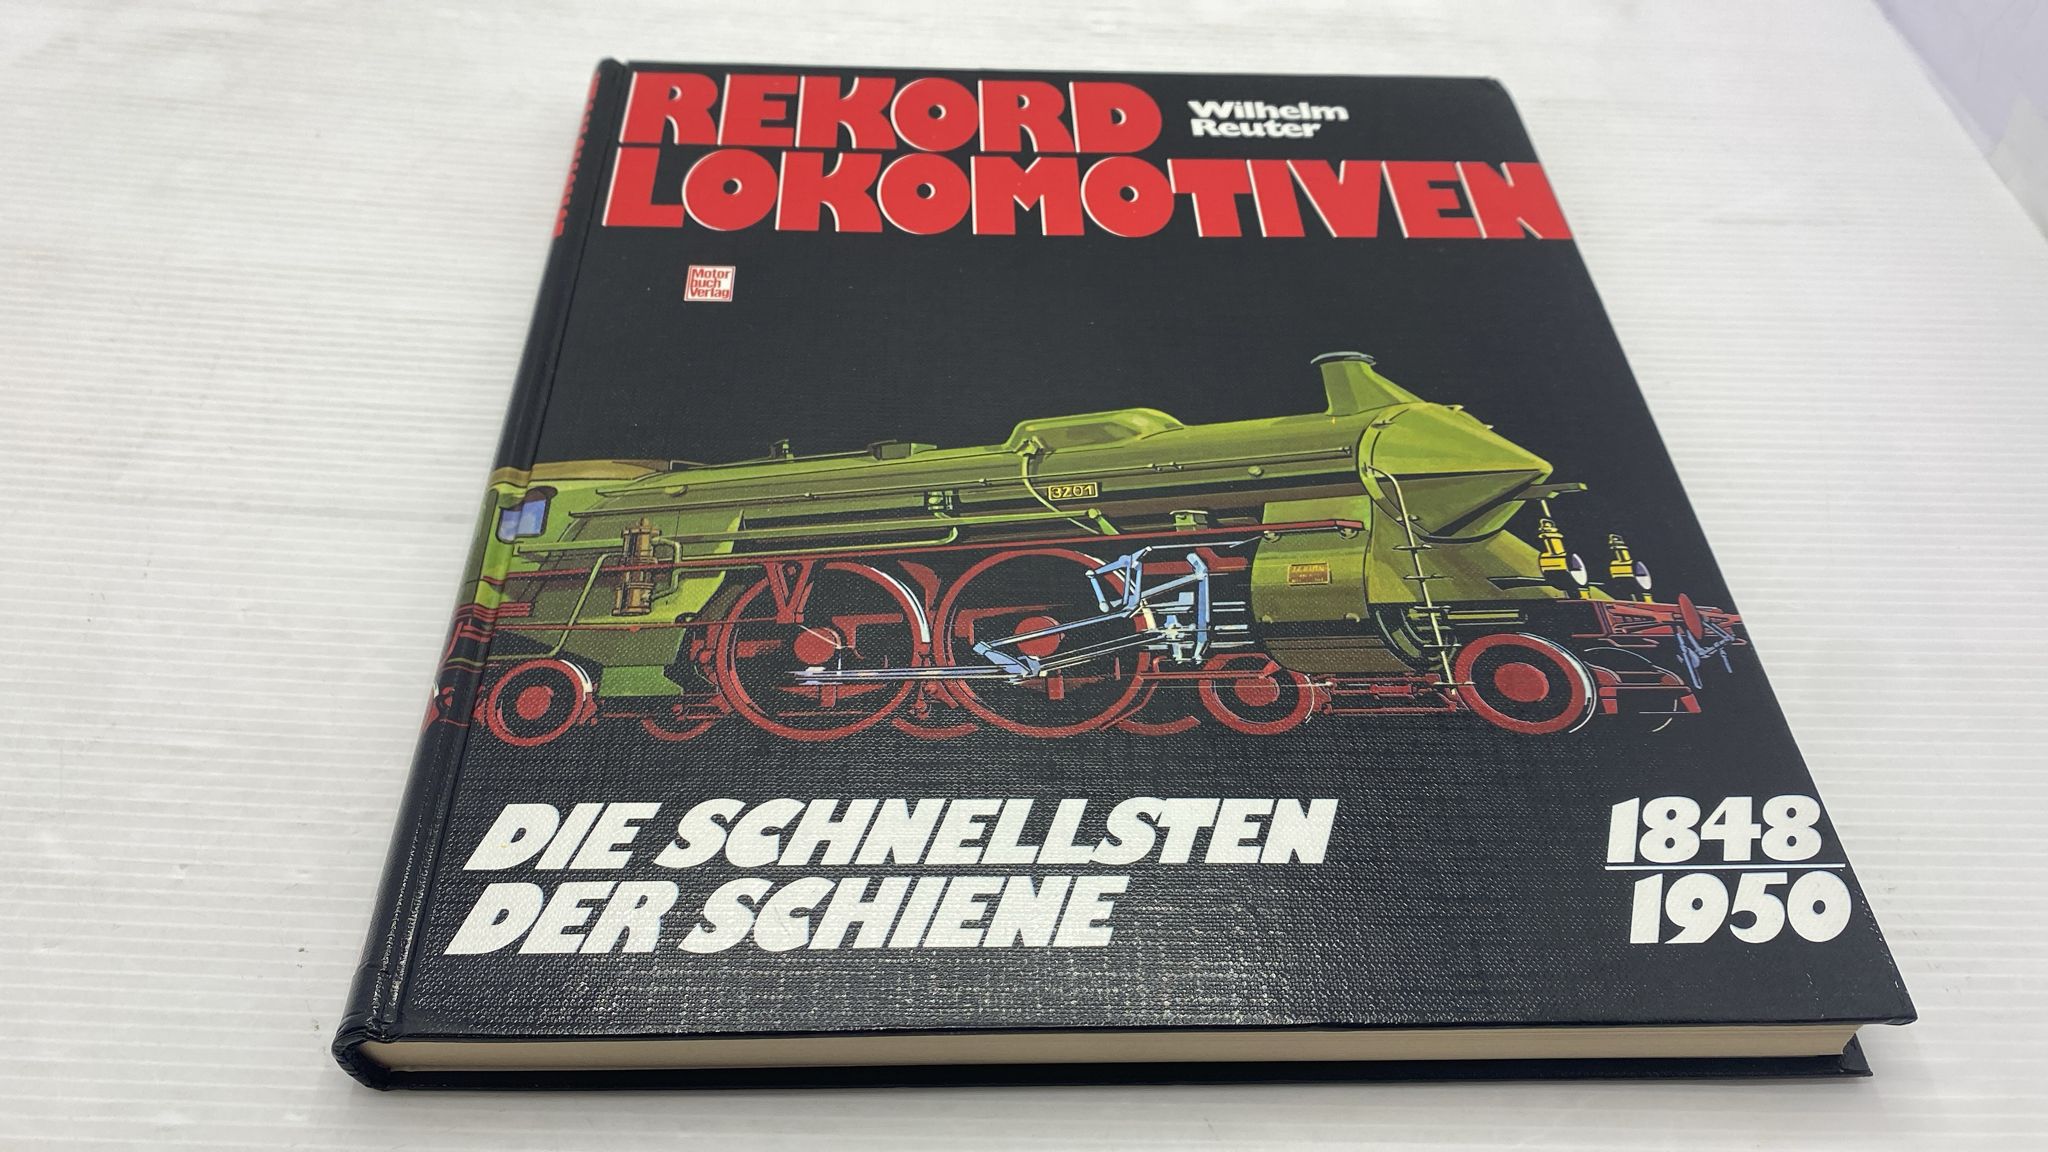 REKORD
LOKOMOTIVEN
Wilhelm
Reuter
Motor
buch
Verlag
3201
DIE SCHNELLSTEN
DER SCHIENE
1848
1950